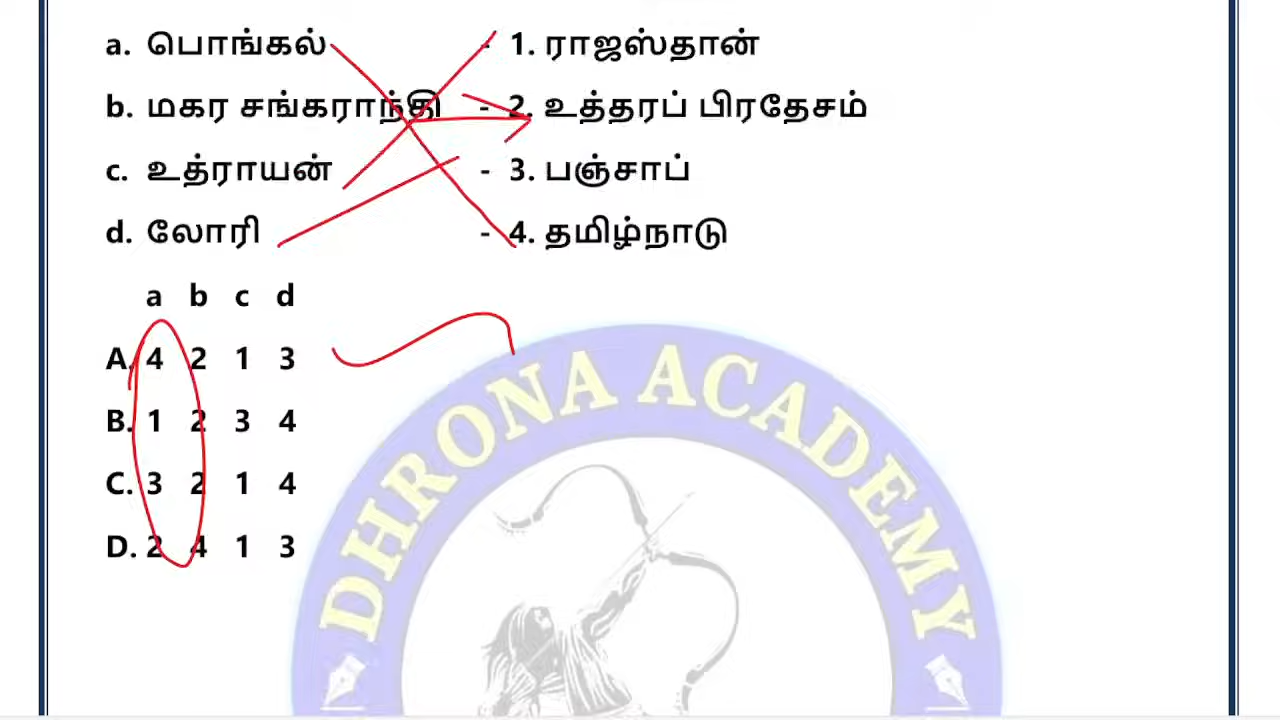 a. பொங்கல் - 1. ராஜஸ்தான்
b. மகர சங்கராந்தி - 2. உத்தரப் பிரதேசம்
c. உத்ராயன் - 3. பஞ்சாப்
d. லோரி - 4. தமிழ்நாடு
a b c d
A. 4 2 1 3
B. 1 2 3 4
C. 3 2 1 4
D. 2 4 1 3
DHRONA ACADEMY